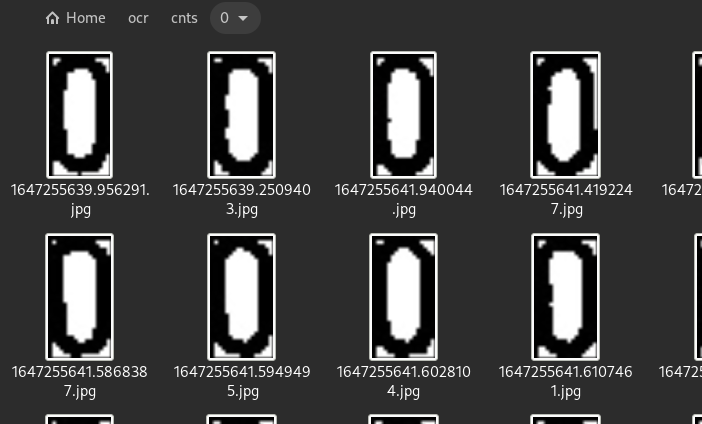 Home ocr cnts 0
1647255639.956291.
jpg
1647255639.250940
3.jpg
1647255641.940044
.jpg
1647255641.419224
7.jpg
1647255641.586838
7.jpg
1647255641.594949
5.jpg
1647255641.602810
4.jpg
1647255641.610746
1.jpg